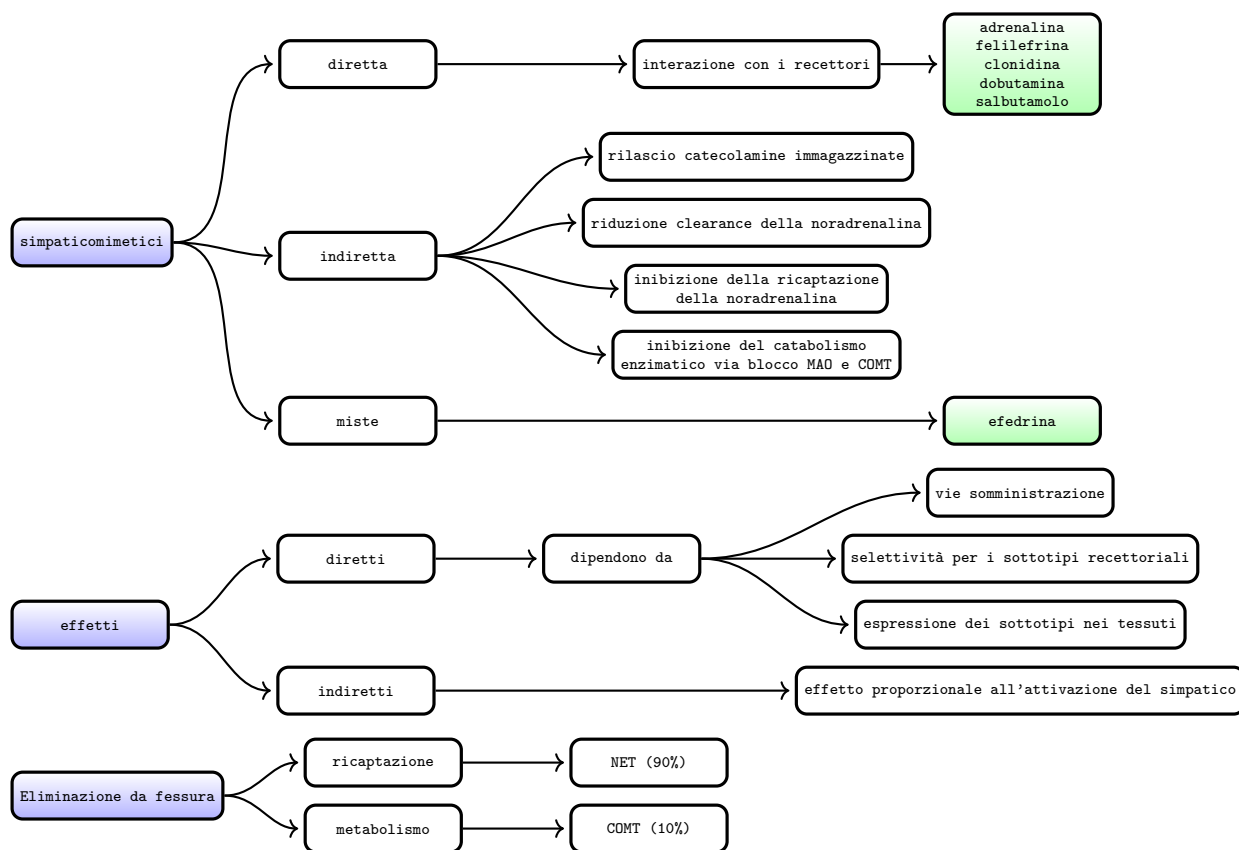 simpaticomimetici
diretta
interazione con i recettori
adrenalina
felilefrina
clonidina
dobutamina
salbutamolo
indiretta
rilascio catecolamine immagazzinate
riduzione clearance della noradrenalina
inibizione della ricaptazione
della noradrenalina
inibizione del catabolismo
enzimatico via blocco MAO e COMT
miste
efedrina
effetti
diretti
dipendono da
vie somministrazione
selettività per i sottotipi recettoriali
espressione dei sottotipi nei tessuti
indiretti
effetto proporzionale all'attivazione del simpatico
Eliminazione da fessura
ricaptazione
NET (90%)
metabolismo
COMT (10%)